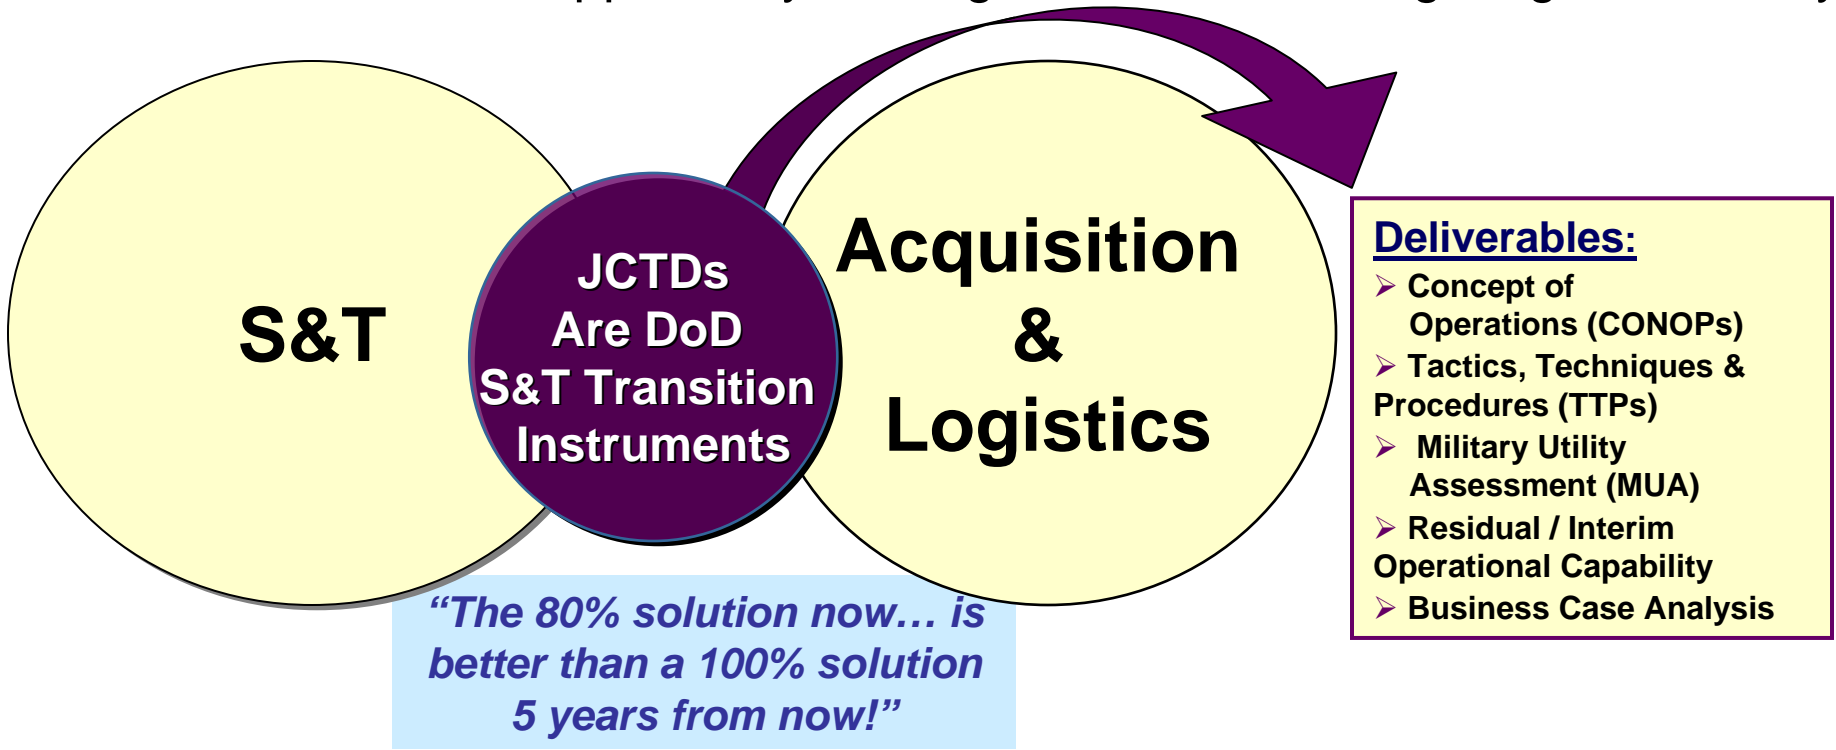 S&T
JCTDs
Are DoD
S&T Transition
Instruments
Acquisition
&
Logistics
Deliverables:
➢ Concept of
Operations (CONOPs)
➢ Tactics, Techniques &
Procedures (TTPs)
➢ Military Utility
Assessment (MUA)
➢ Residual / Interim
Operational Capability
➢ Business Case Analysis
“The 80% solution now… is
better than a 100% solution
5 years from now!”